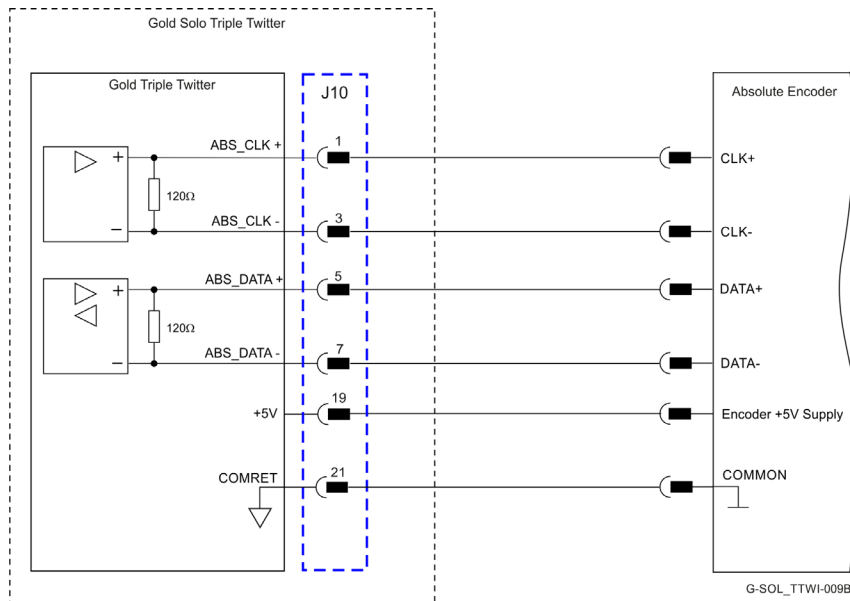 Gold Solo Triple Twitter
Gold Triple Twitter
J10
Absolute Encoder
ABS_CLK +
1
+
CLK+
120Ω
ABS_CLK -
3
–
CLK-
ABS_DATA +
5
+
DATA+
120Ω
ABS_DATA -
7
–
DATA-
+5V
19
Encoder +5V Supply
COMRET
21
COMMON
G-SOL_TTWI-009B